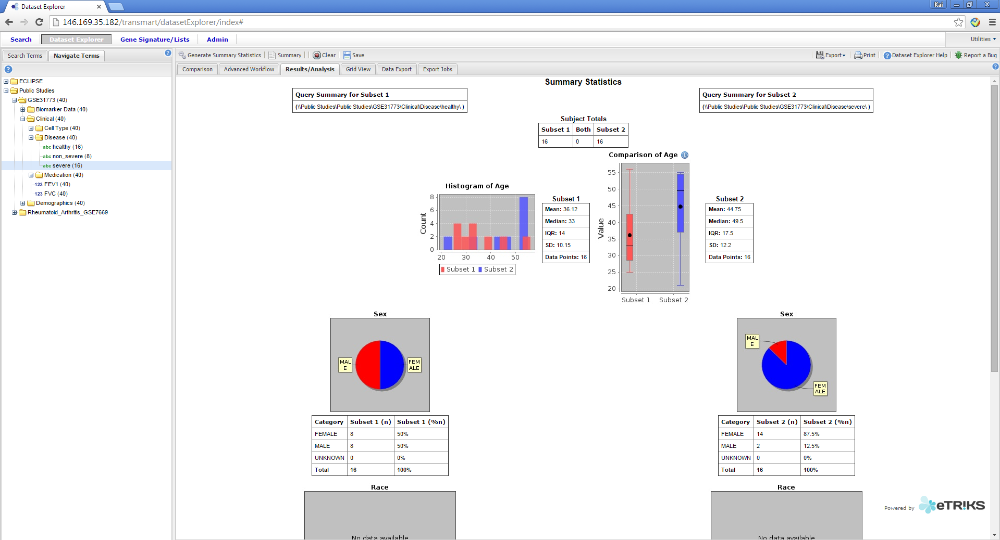 Dataset Explorer
Kai
146.169.35.182/transmart/datasetExplorer/index#
Search Dataset Explorer Gene Signature/Lists Admin Utilities
Search Terms Navigate Terms
ECLIPSE
Public Studies
GSE31773 (40)
Biomarker Data (40)
Clinical (40)
Cell Type (40)
Disease (40)
abc healthy (16)
abc non_severe (8)
abc severe (16)
Medication (40)
123 FEV1 (40)
123 FVC (40)
Demographics (40)
Rheumatoid_Arthritis_GSE7669
Generate Summary Statistics Summary Clear Save Export Print Dataset Explorer Help Report a Bug
Comparison Advanced Workflow Results/Analysis Grid View Data Export Export Jobs
Summary Statistics
Query Summary for Subset 1
(\\Public Studies\Public Studies\GSE31773\Clinical\Disease\healthy\ )
Query Summary for Subset 2
(\\Public Studies\Public Studies\GSE31773\Clinical\Disease\severe\ )
Subject Totals
Subset 1 Both Subset 2
16 0 16
Histogram of Age
Count
8
6
4
2
0
20 30 40 50
Subset 1 Subset 2
Subset 1
Mean: 36.12
Median: 33
IQR: 14
SD: 10.15
Data Points: 16
Comparison of Age
Value
55
50
45
40
35
30
25
20
Subset 1 Subset 2
Subset 2
Mean: 44.75
Median: 49.5
IQR: 17.5
SD: 12.2
Data Points: 16
Sex
MAL
E
FEM
ALE
Category Subset 1 (n) Subset 1 (%n)
FEMALE 8 50%
MALE 8 50%
UNKNOWN 0 0%
Total 16 100%
Sex
MAL
E
FEM
ALE
Category Subset 2 (n) Subset 2 (%n)
FEMALE 14 87.5%
MALE 2 12.5%
UNKNOWN 0 0%
Total 16 100%
Race
No data available
Race
No data available
Powered by eTRIKS